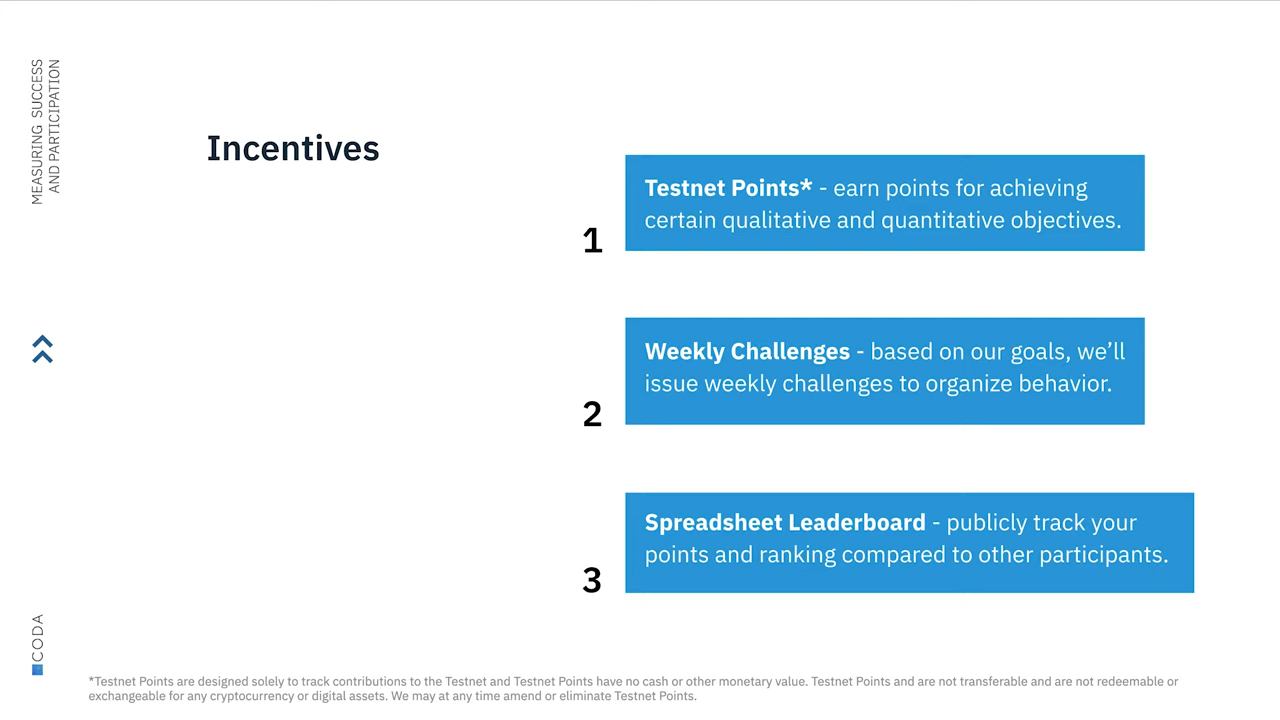 MEASURING SUCCESS
AND PARTICIPATION
Incentives
1
Testnet Points* - earn points for achieving
certain qualitative and quantitative objectives.
2
Weekly Challenges - based on our goals, we’ll
issue weekly challenges to organize behavior.
3
Spreadsheet Leaderboard - publicly track your
points and ranking compared to other participants.
CODA
*Testnet Points are designed solely to track contributions to the Testnet and Testnet Points have no cash or other monetary value. Testnet Points and are not transferable and are not redeemable or
exchangeable for any cryptocurrency or digital assets. We may at any time amend or eliminate Testnet Points.